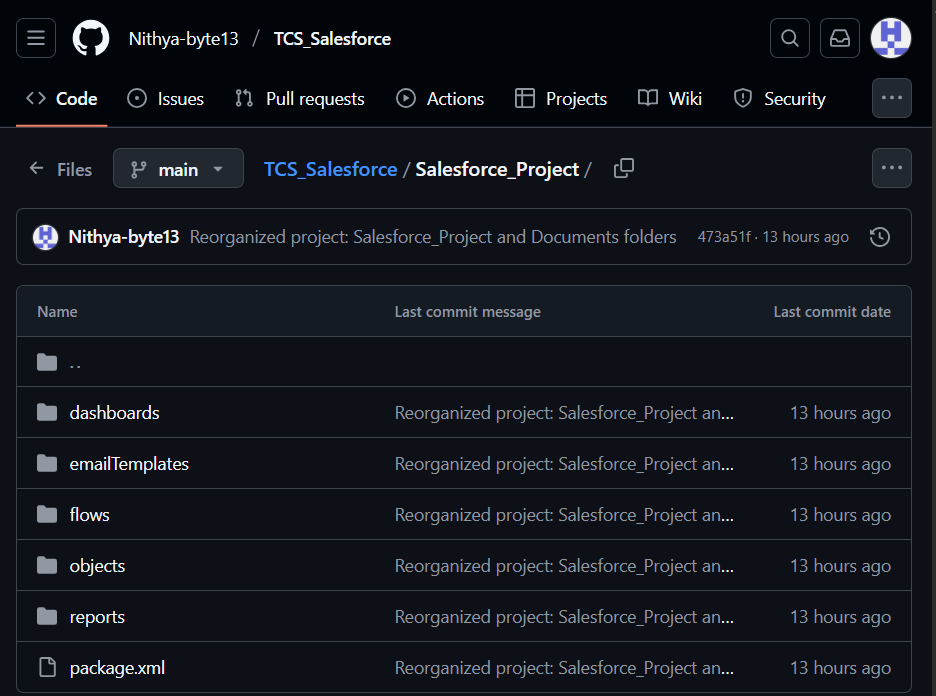 Nithya-byte13 / TCS_Salesforce
Code Issues Pull requests Actions Projects Wiki Security
Files main TCS_Salesforce / Salesforce_Project /
Nithya-byte13 Reorganized project: Salesforce_Project and Documents folders 473a51f · 13 hours ago
Name Last commit message Last commit date
..
dashboards Reorganized project: Salesforce_Project an... 13 hours ago
emailTemplates Reorganized project: Salesforce_Project an... 13 hours ago
flows Reorganized project: Salesforce_Project an... 13 hours ago
objects Reorganized project: Salesforce_Project an... 13 hours ago
reports Reorganized project: Salesforce_Project an... 13 hours ago
package.xml Reorganized project: Salesforce_Project an... 13 hours ago